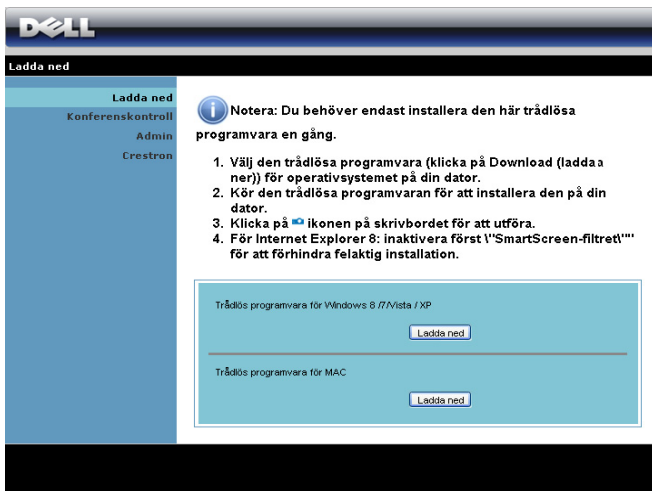 DELL
Ladda ned
Ladda ned
Konferenskontroll
Admin
Crestron
Notera: Du behöver endast installera den här trådlösa
programvara en gång.
1. Välj den trådlösa programvara (klicka på Download (ladda a
ner)) för operativsystemet på din dator.
2. Kör den trådlösa programvaran för att installera den på din
dator.
3. Klicka på ikonen på skrivbordet för att utföra.
4. För Internet Explorer 8: inaktivera först \"SmartScreen-filtret\""
för att förhindra felaktig installation.
Trådlös programvara för Windows 8 /7/Vista / XP
Ladda ned
Trådlös programvara för MAC
Ladda ned